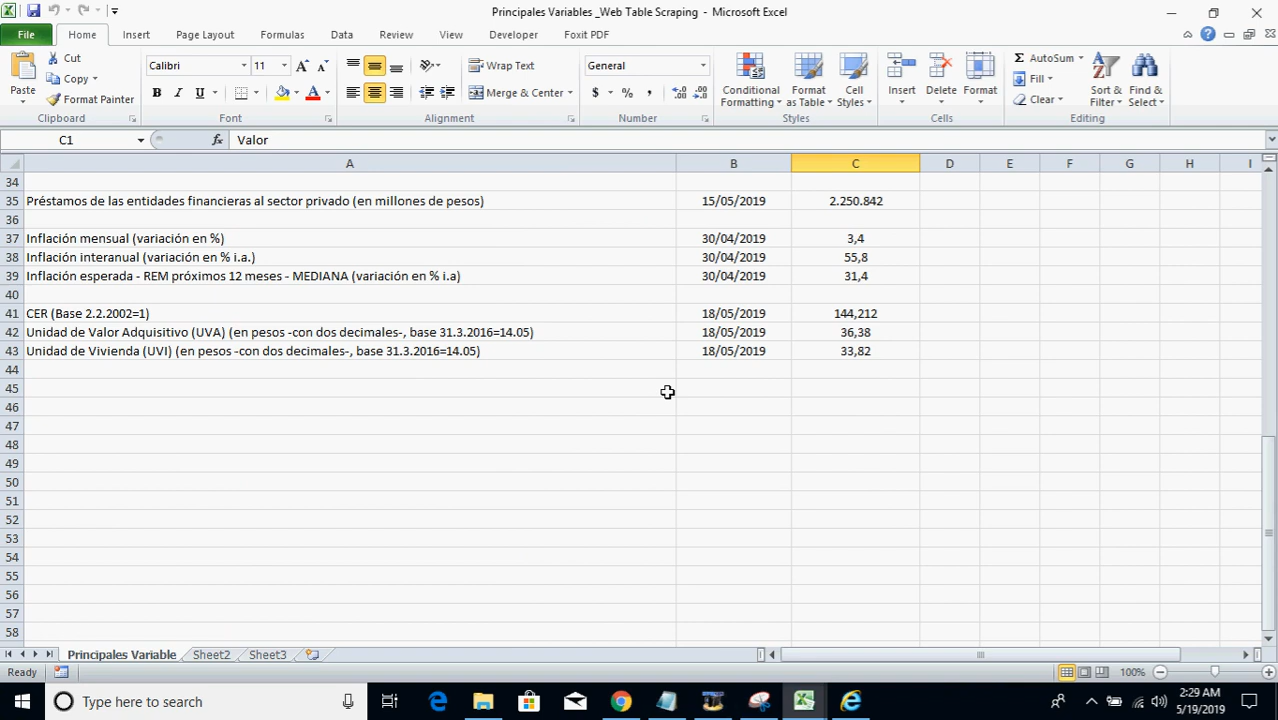 Principales Variables _Web Table Scraping - Microsoft Excel
File Home Insert Page Layout Formulas Data Review View Developer Foxit PDF
Paste Cut Copy Format Painter Clipboard
Calibri 11 B I U A A A Font
Wrap Text Merge & Center Alignment
General $ % , .0 .00 .00 .0 Number
Conditional Formatting Format as Table Cell Styles Styles
Insert Delete Format Cells
Σ AutoSum Fill Clear Sort & Filter Find & Select Editing
C1 fx Valor
A B C D E F G H I
34
35 Préstamos de las entidades financieras al sector privado (en millones de pesos) 15/05/2019 2.250.842
36
37 Inflación mensual (variación en %) 30/04/2019 3,4
38 Inflación interanual (variación en % i.a.) 30/04/2019 55,8
39 Inflación esperada - REM próximos 12 meses - MEDIANA (variación en % i.a) 30/04/2019 31,4
40
41 CER (Base 2.2.2002=1) 18/05/2019 144,212
42 Unidad de Valor Adquisitivo (UVA) (en pesos -con dos decimales-, base 31.3.2016=14.05) 18/05/2019 36,38
43 Unidad de Vivienda (UVI) (en pesos -con dos decimales-, base 31.3.2016=14.05) 18/05/2019 33,82
44
45
46
47
48
49
50
51
52
53
54
55
56
57
58
Principales Variable Sheet2 Sheet3
Ready 100%
Type here to search
2:29 AM
5/19/2019